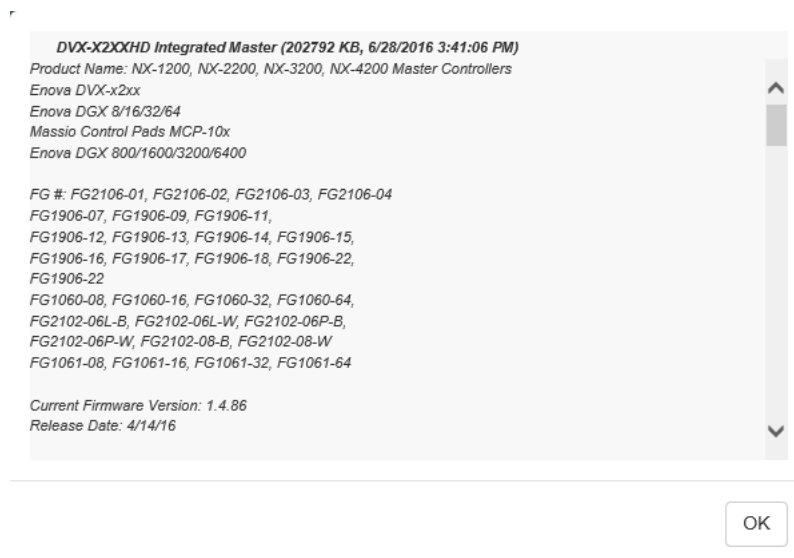 DVX-X2XXHD Integrated Master (202792 KB, 6/28/2016 3:41:06 PM)
Product Name: NX-1200, NX-2200, NX-3200, NX-4200 Master Controllers
Enova DVX-x2xx
Enova DGX 8/16/32/64
Massio Control Pads MCP-10x
Enova DGX 800/1600/3200/6400
FG #: FG2106-01, FG2106-02, FG2106-03, FG2106-04
FG1906-07, FG1906-09, FG1906-11,
FG1906-12, FG1906-13, FG1906-14, FG1906-15,
FG1906-16, FG1906-17, FG1906-18, FG1906-22,
FG1906-22
FG1060-08, FG1060-16, FG1060-32, FG1060-64,
FG2102-06L-B, FG2102-06L-W, FG2102-06P-B,
FG2102-06P-W, FG2102-08-B, FG2102-08-W
FG1061-08, FG1061-16, FG1061-32, FG1061-64
Current Firmware Version: 1.4.86
Release Date: 4/14/16
OK